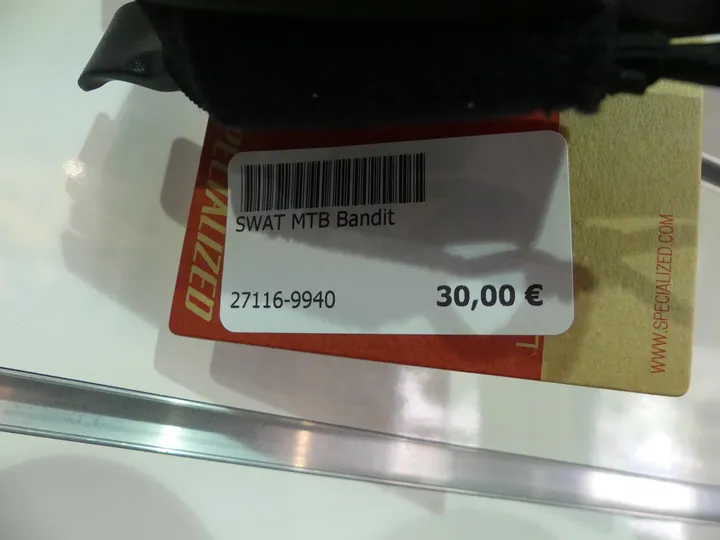 SWAT MTB Bandit
27116-9940 30,00 €
SPECIALIZED
WWW.SPECIALIZED.COM